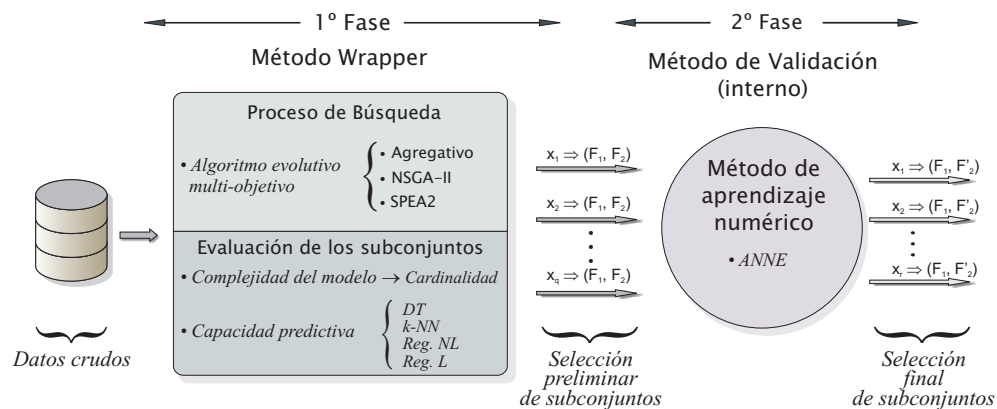 1º Fase
2º Fase
Método Wrapper
Método de Validación
(interno)
Proceso de Búsqueda
• Algoritmo evolutivo
multi-objetivo
• Agregativo
• NSGA-II
• SPEA2
Evaluación de los subconjuntos
• Complejidad del modelo → Cardinalidad
• Capacidad predictiva
DT
k-NN
Reg. NL
Reg. L
Datos crudos
x₁ ⇒ (F₁, F₂)
x₂ ⇒ (F₁, F₂)
x_q ⇒ (F₁, F₂)
Selección
preliminar
de subconjuntos
Método de
aprendizaje
numérico
• ANNE
x₁ ⇒ (F₁, F'₂)
x₂ ⇒ (F₁, F'₂)
x_r ⇒ (F₁, F'₂)
Selección
final
de subconjuntos